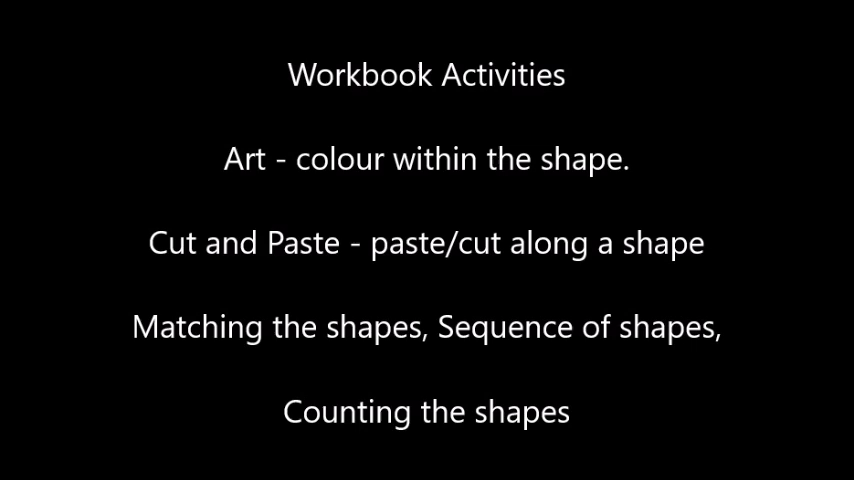 Workbook Activities
Art - colour within the shape.
Cut and Paste - paste/cut along a shape
Matching the shapes, Sequence of shapes,
Counting the shapes